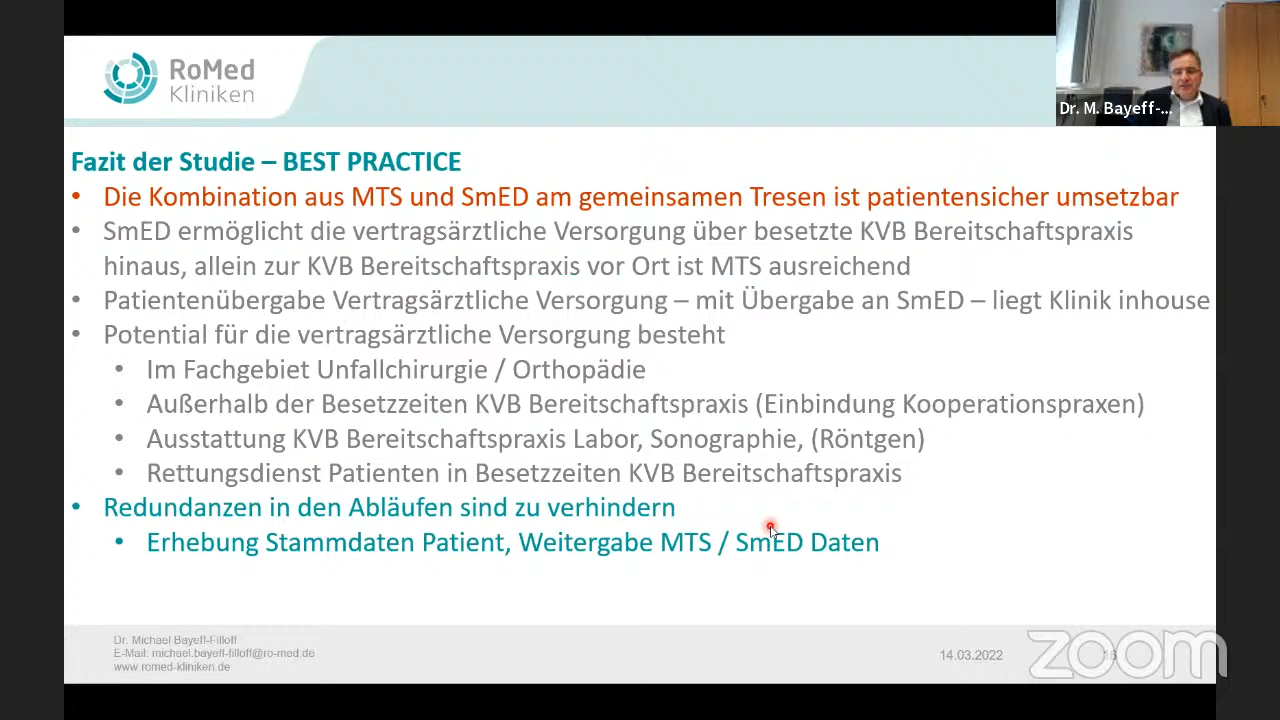 RoMed
Kliniken
Dr. M. Bayeff-...
Fazit der Studie – BEST PRACTICE
• Die Kombination aus MTS und SmED am gemeinsamen Tresen ist patientensicher umsetzbar
• SmED ermöglicht die vertragsärztliche Versorgung über besetzte KVB Bereitschaftspraxis
hinaus, allein zur KVB Bereitschaftspraxis vor Ort ist MTS ausreichend
• Patientenübergabe Vertragsärztliche Versorgung – mit Übergabe an SmED – liegt Klinik inhouse
• Potential für die vertragsärztliche Versorgung besteht
• Im Fachgebiet Unfallchirurgie / Orthopädie
• Außerhalb der Besetzzeiten KVB Bereitschaftspraxis (Einbindung Kooperationspraxen)
• Ausstattung KVB Bereitschaftspraxis Labor, Sonographie, (Röntgen)
• Rettungsdienst Patienten in Besetzzeiten KVB Bereitschaftspraxis
• Redundanzen in den Abläufen sind zu verhindern
• Erhebung Stammdaten Patient, Weitergabe MTS / SmED Daten
Dr. Michael Bayeff-Filloff
E-Mail: michael.bayeff-filloff@ro-med.de
www.romed-kliniken.de
14.03.2022
16
zoom